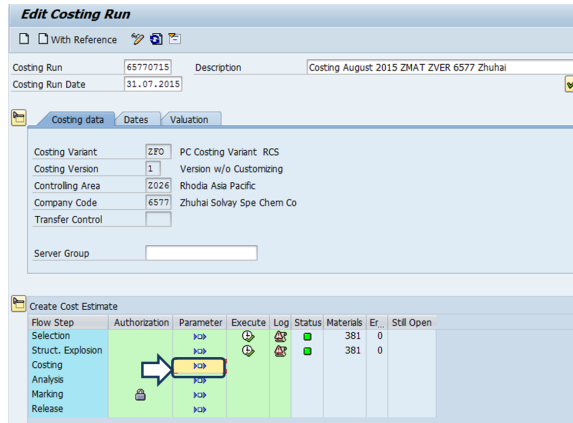 Edit Costing Run
With Reference
Costing Run 65770715 Description Costing August 2015 ZMAT ZVER 6577 Zhuhai
Costing Run Date 31.07.2015
Costing data Dates Valuation
Costing Variant ZFO PC Costing Variant RCS
Costing Version 1 Version w/o Customizing
Controlling Area Z026 Rhodia Asia Pacific
Company Code 6577 Zhuhai Solvay Spe Chem Co
Transfer Control
Server Group
Create Cost Estimate
Flow Step Authorization Parameter Execute Log Status Materials Er... Still Open
Selection 381 0
Struct. Explosion 381 0
Costing
Analysis
Marking
Release